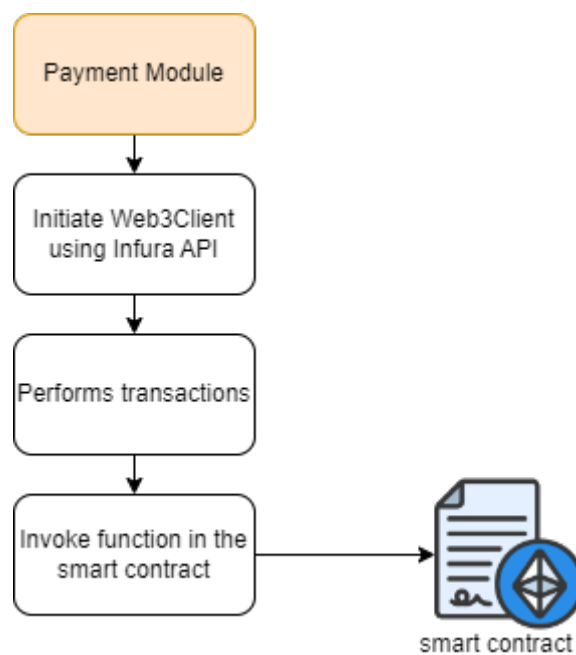 Payment Module
Initiate Web3Client
using Infura API
Performs transactions
Invoke function in the
smart contract
smart contract